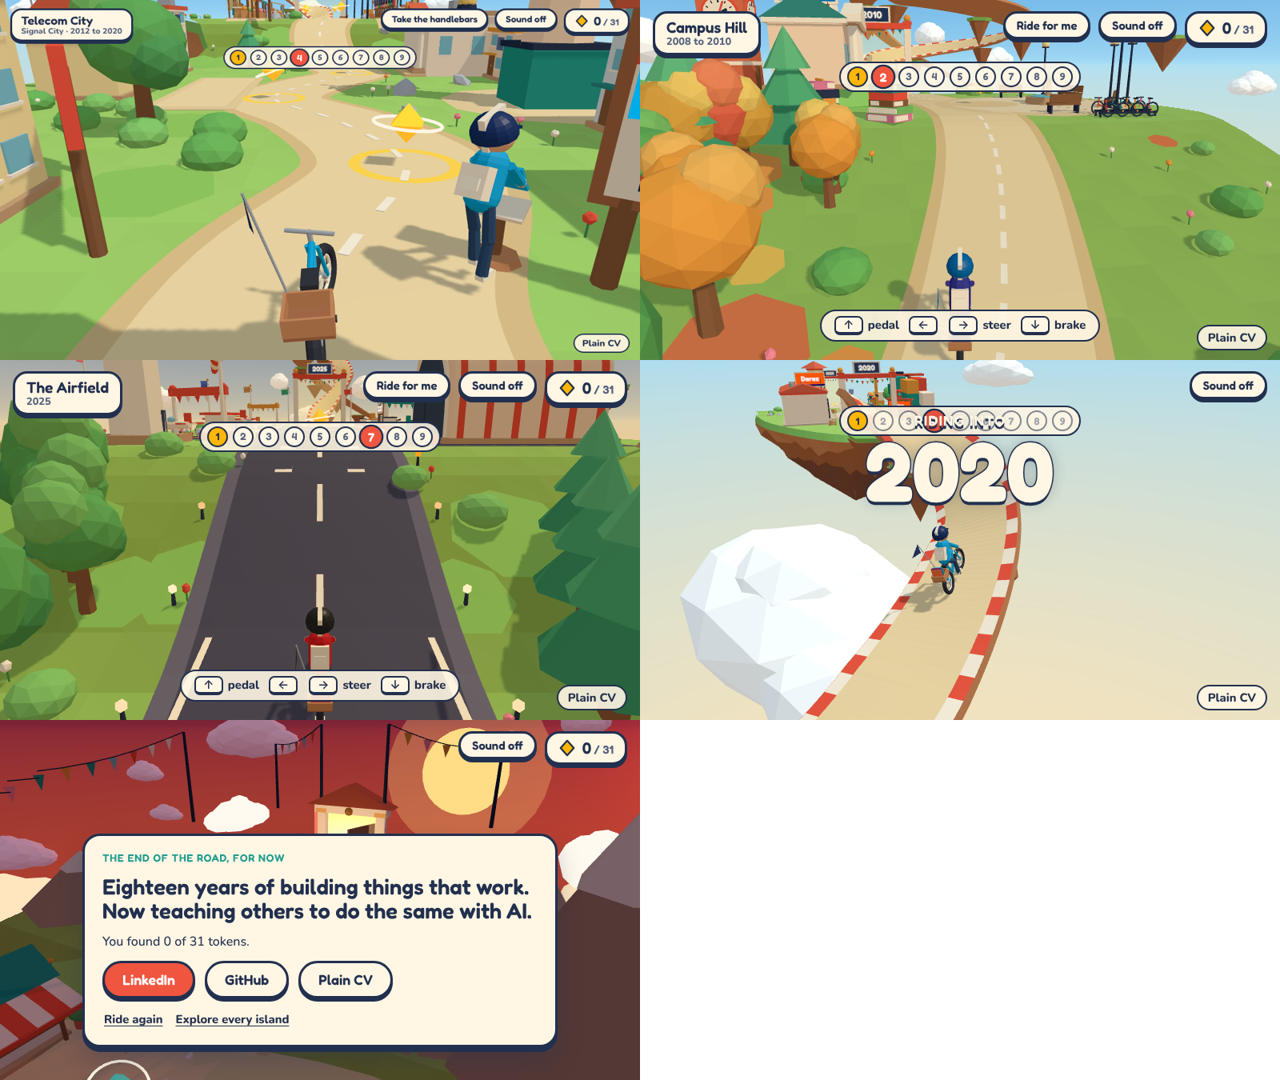 Telecom City
Signal City · 2012 to 2020
Take the handlebars
Sound off
0 / 31
1 2 3 4 5 6 7 8 9
Plain CV
Campus Hill
2008 to 2010
2010
Ride for me
Sound off
0 / 31
1 2 3 4 5 6 7 8 9
↑ pedal ← → steer ↓ brake
Plain CV
The Airfield
2025
2025
Ride for me
Sound off
0 / 31
1 2 3 4 5 6 7 8 9
↑ pedal ← → steer ↓ brake
Plain CV
Daraz
2020
Sound off
1 2 3 7 8 9
RIDING INTO
2020
Plain CV
Sound off
0 / 31
THE END OF THE ROAD, FOR NOW
Eighteen years of building things that work.
Now teaching others to do the same with AI.
You found 0 of 31 tokens.
LinkedIn
GitHub
Plain CV
Ride again
Explore every island